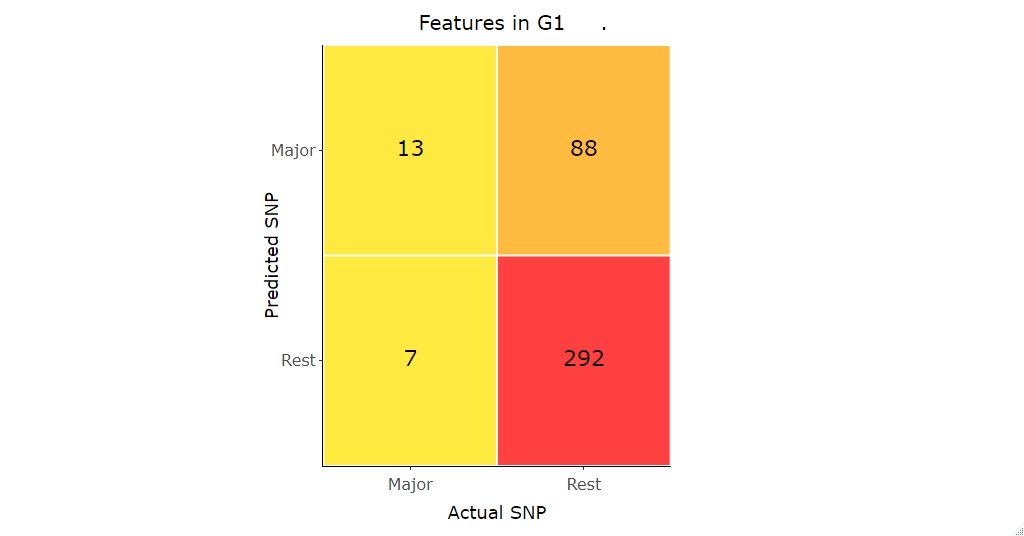 Features in G1 .
Major
13
88
Predicted SNP
Rest
7
292
Major
Rest
Actual SNP